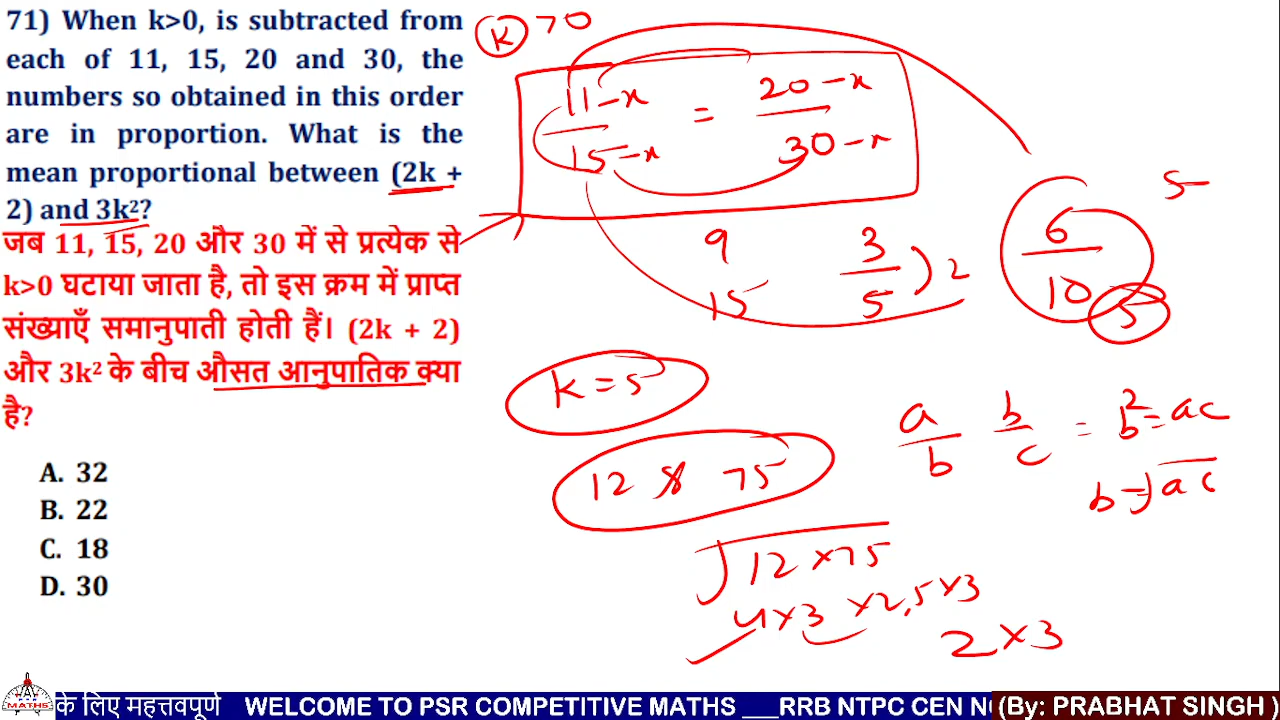 71) When k>0, is subtracted from
each of 11, 15, 20 and 30, the
numbers so obtained in this order
are in proportion. What is the
mean proportional between (2k +
2) and 3k²?
जब 11, 15, 20 और 30 में से प्रत्येक से
k>0 घटाया जाता है, तो इस क्रम में प्राप्त
संख्याएँ समानुपाती होती हैं। (2k + 2)
और 3k² के बीच औसत आनुपातिक क्या
है?
A. 32
B. 22
C. 18
D. 30
k >0
11-x = 20-x
15-x 30-x
5
9 3 6
15 5 ) 2 10 5
k = 5
12 75
a b = b² = ac
b c
b = √ac
√12×75
4×3 ×25×3
2×3
के लिए महत्तवपूर्ण WELCOME TO PSR COMPETITIVE MATHS ___RRB NTPC CEN N (By: PRABHAT SINGH )
MATHS